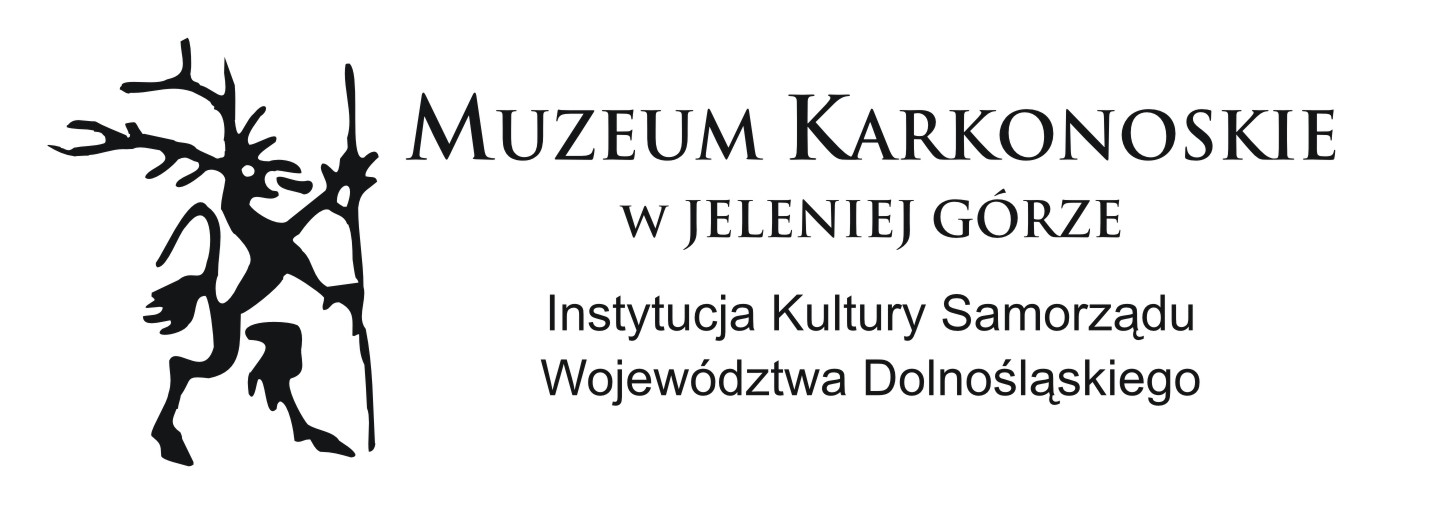 MUZEUM KARKONOSKIE
W JELENIEJ GÓRZE
Instytucja Kultury Samorządu
Województwa Dolnośląskiego